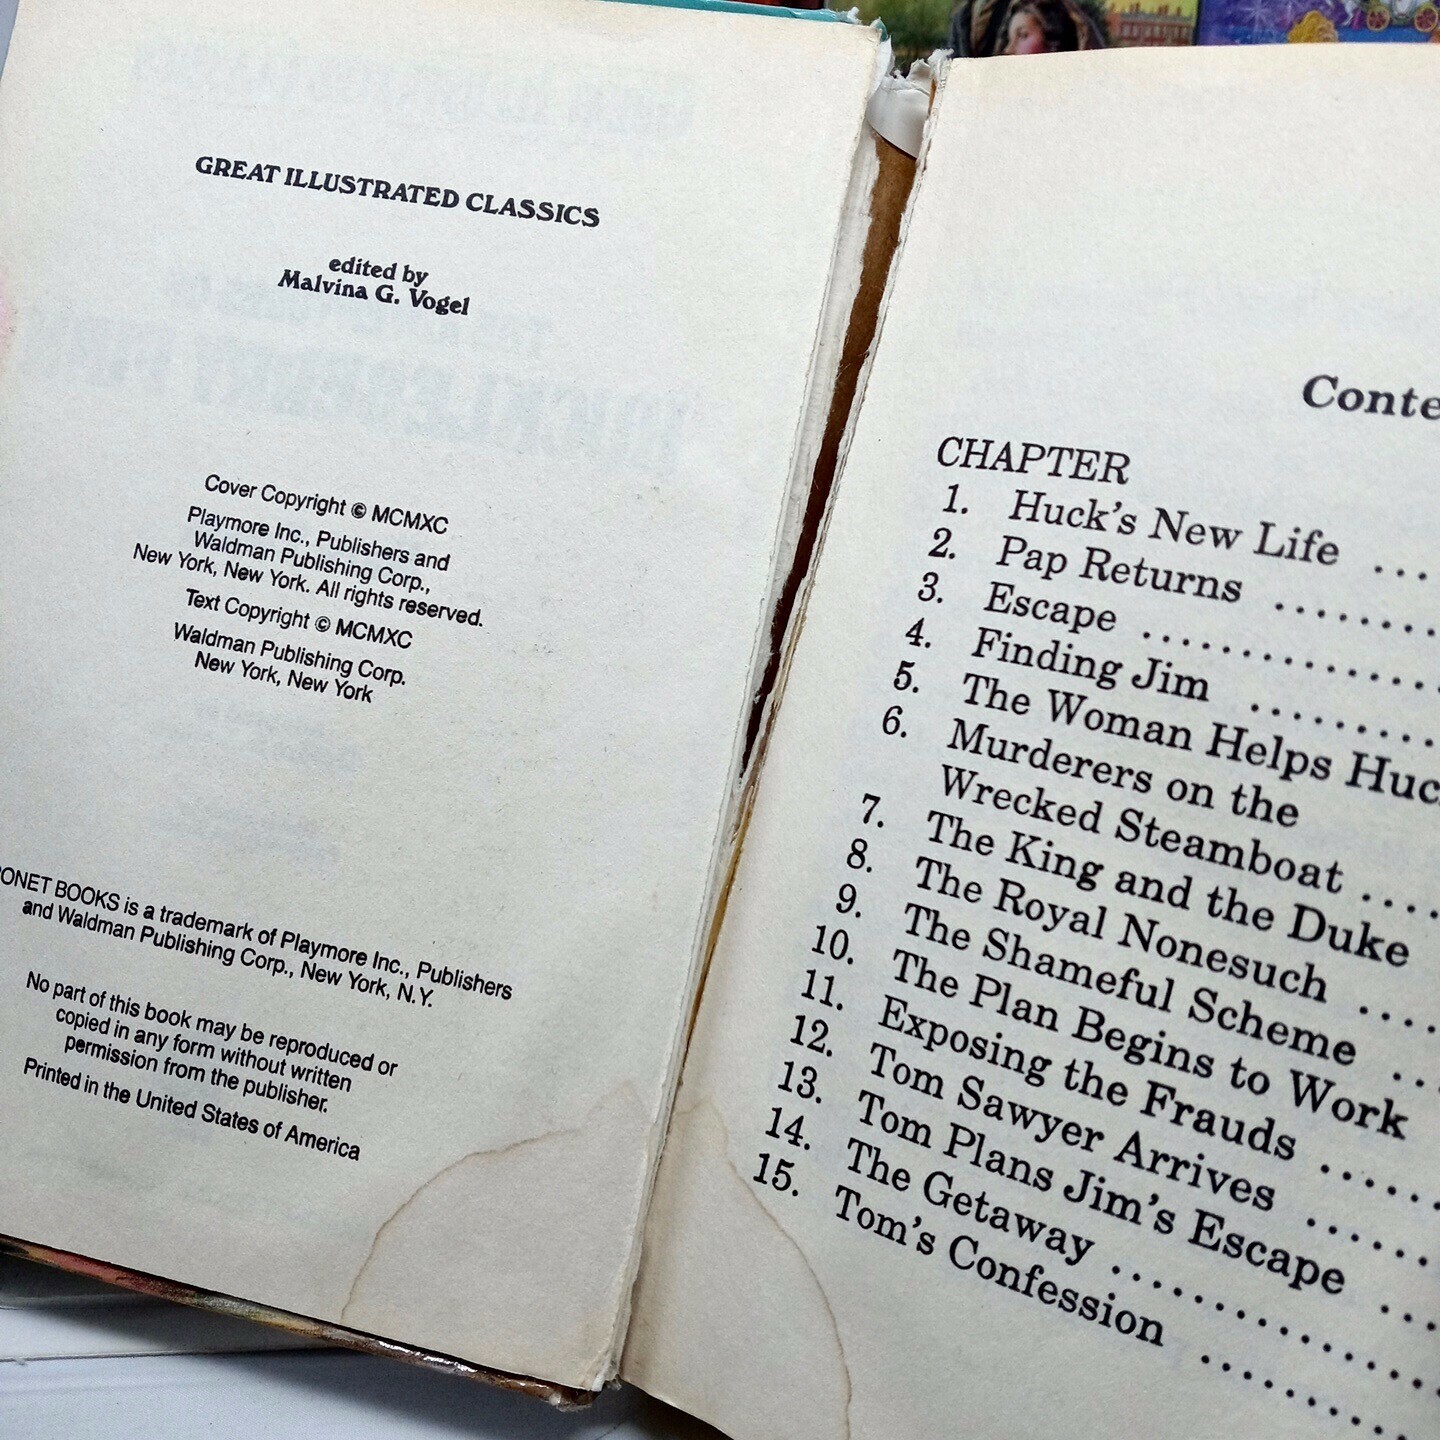 GREAT ILLUSTRATED CLASSICS
edited by
Malvina G. Vogel
Cover Copyright © MCMXC
Playmore Inc., Publishers and
Waldman Publishing Corp.,
New York, New York. All rights reserved.
Text Copyright © MCMXC
Waldman Publishing Corp.
New York, New York
ONET BOOKS is a trademark of Playmore Inc., Publishers
and Waldman Publishing Corp., New York, N.Y.
No part of this book may be reproduced or
copied in any form without written
permission from the publisher.
Printed in the United States of America
Conte
CHAPTER
1. Huck's New Life ...
2. Pap Returns ........
3. Escape ..............
4. Finding Jim .........
5. The Woman Helps Huc
6. Murderers on the
Wrecked Steamboat ....
7. The King and the Duke
8. The Royal Nonesuch ....
9. The Shameful Scheme ..
10. The Plan Begins to Work
11. Exposing the Frauds ......
12. Tom Sawyer Arrives ......
13. Tom Plans Jim's Escape ...
14. The Getaway ..............
15. Tom's Confession ..........